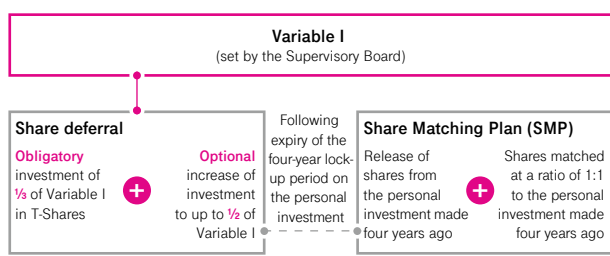 Variable I
(set by the Supervisory Board)
Share deferral
Obligatory
investment of
⅓ of Variable I
in T-Shares
Optional
increase of
investment
to up to ½ of
Variable I
Following
expiry of the
four-year lock-
up period on
the personal
investment
Share Matching Plan (SMP)
Release of
shares from
the personal
investment made
four years ago
Shares matched
at a ratio of 1:1
to the personal
investment made
four years ago